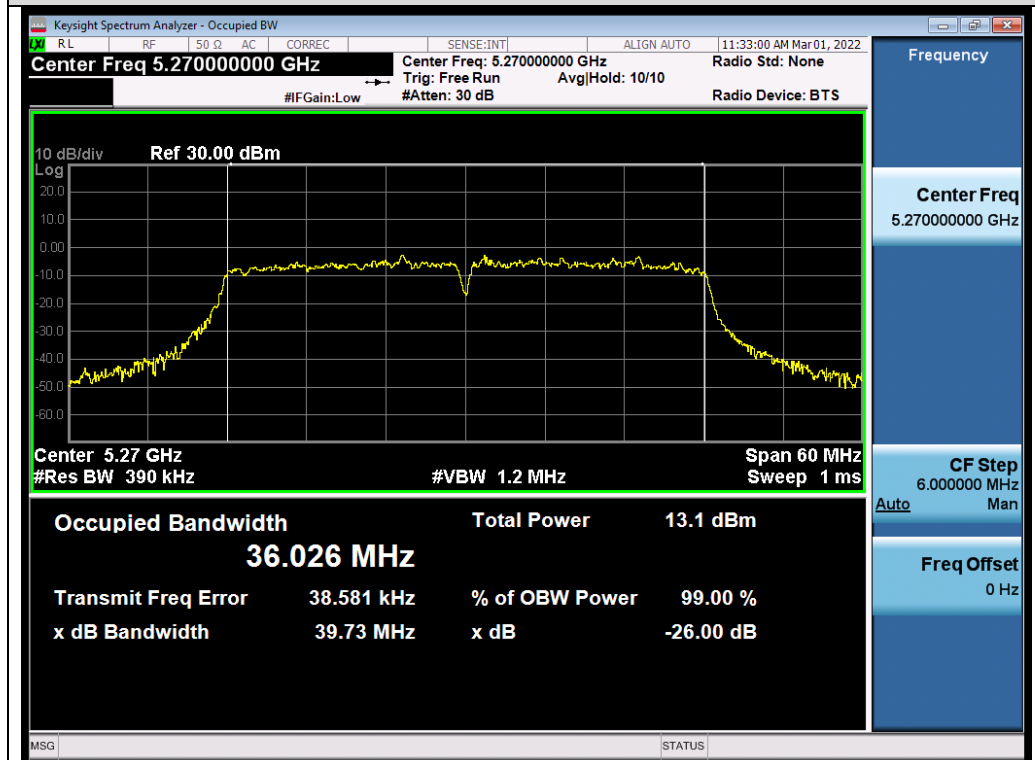 Keysight Spectrum Analyzer - Occupied BW
LXI RL RF 50 Ω AC CORREC SENSE:INT ALIGN AUTO 11:33:00 AM Mar 01, 2022
Center Freq 5.270000000 GHz Center Freq: 5.270000000 GHz Radio Std: None
Trig: Free Run Avg|Hold: 10/10
#IFGain:Low #Atten: 30 dB Radio Device: BTS
Frequency
10 dB/div Ref 30.00 dBm
Log
20.0
10.0
0.00
-10.0
-20.0
-30.0
-40.0
-50.0
-60.0
Center 5.27 GHz Span 60 MHz
#Res BW 390 kHz #VBW 1.2 MHz Sweep 1 ms
Center Freq
5.270000000 GHz
CF Step
6.000000 MHz
Auto Man
Freq Offset
0 Hz
Occupied Bandwidth Total Power 13.1 dBm
36.026 MHz
Transmit Freq Error 38.581 kHz % of OBW Power 99.00 %
x dB Bandwidth 39.73 MHz x dB -26.00 dB
MSG STATUS